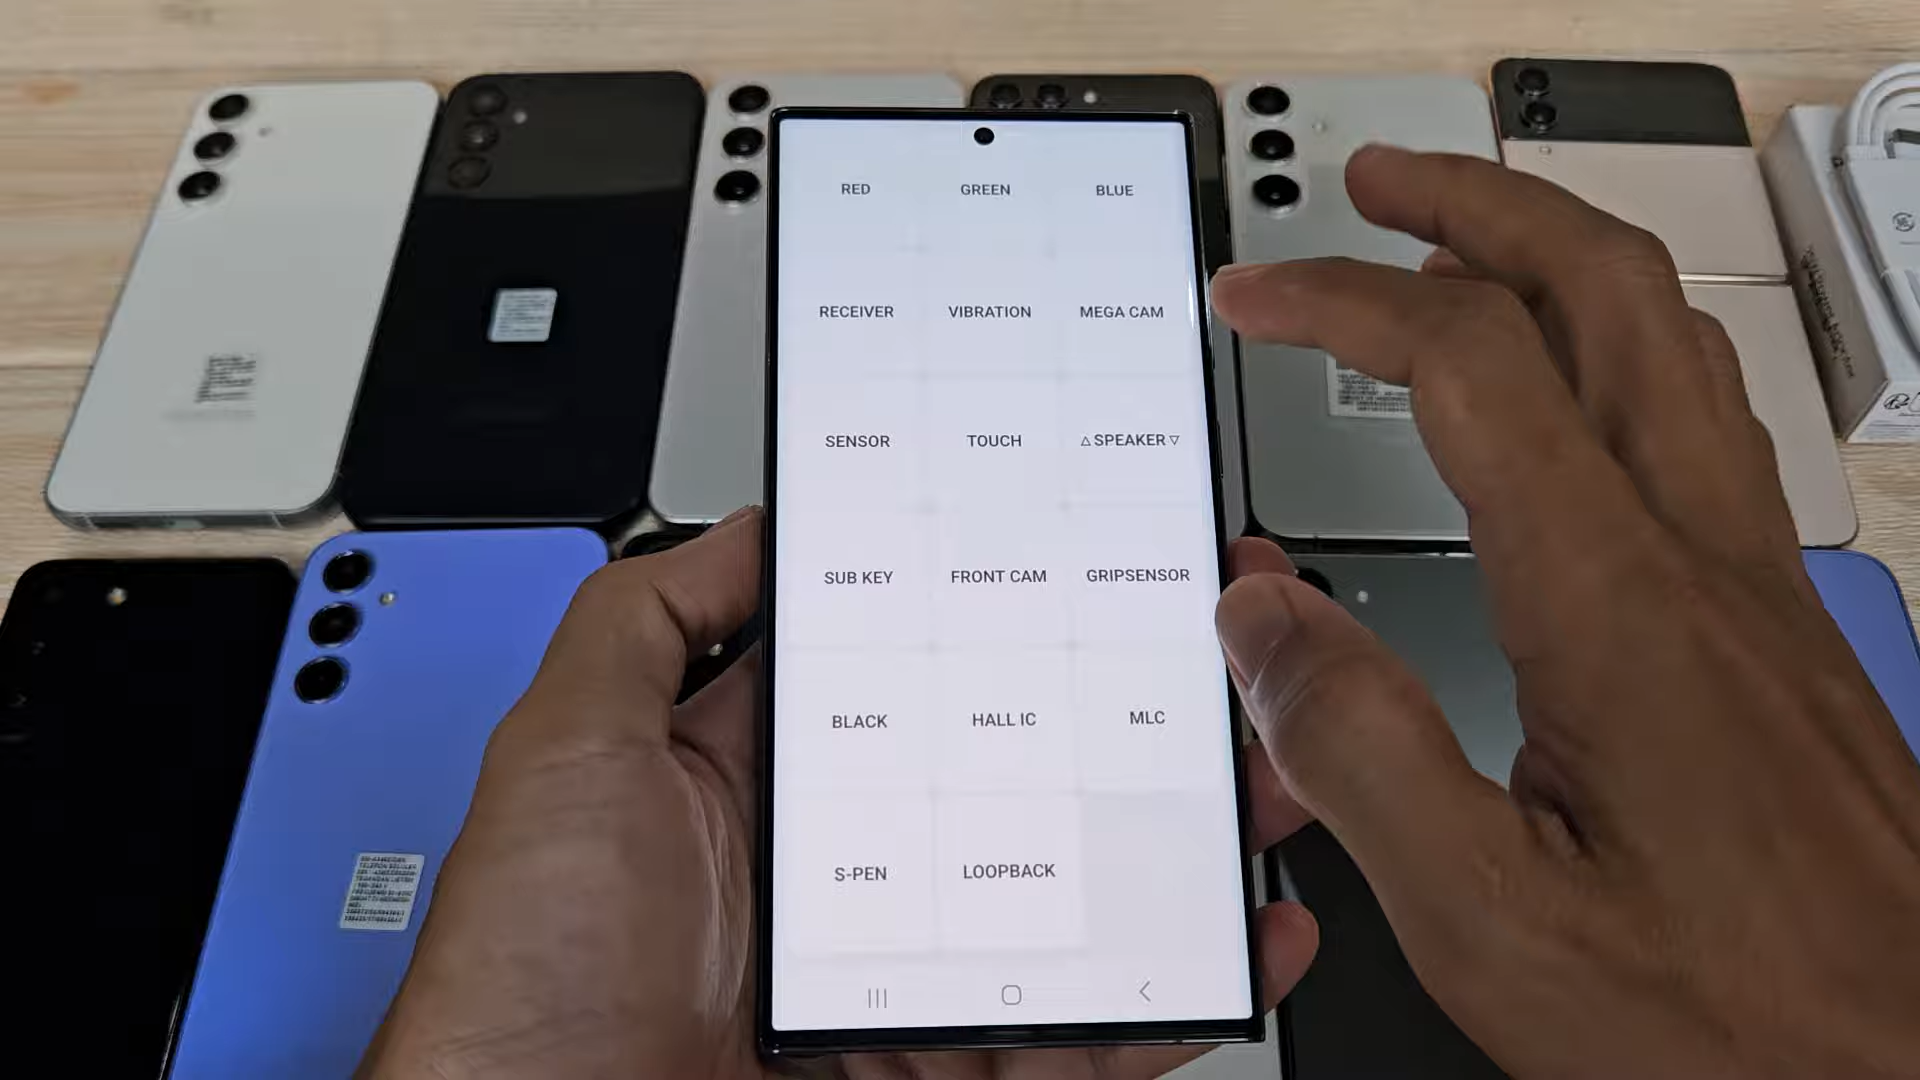 RED GREEN BLUE
RECEIVER VIBRATION MEGA CAM
SENSOR TOUCH △ SPEAKER ▽
SUB KEY FRONT CAM GRIPSENSOR
BLACK HALL IC MLC
S-PEN LOOPBACK